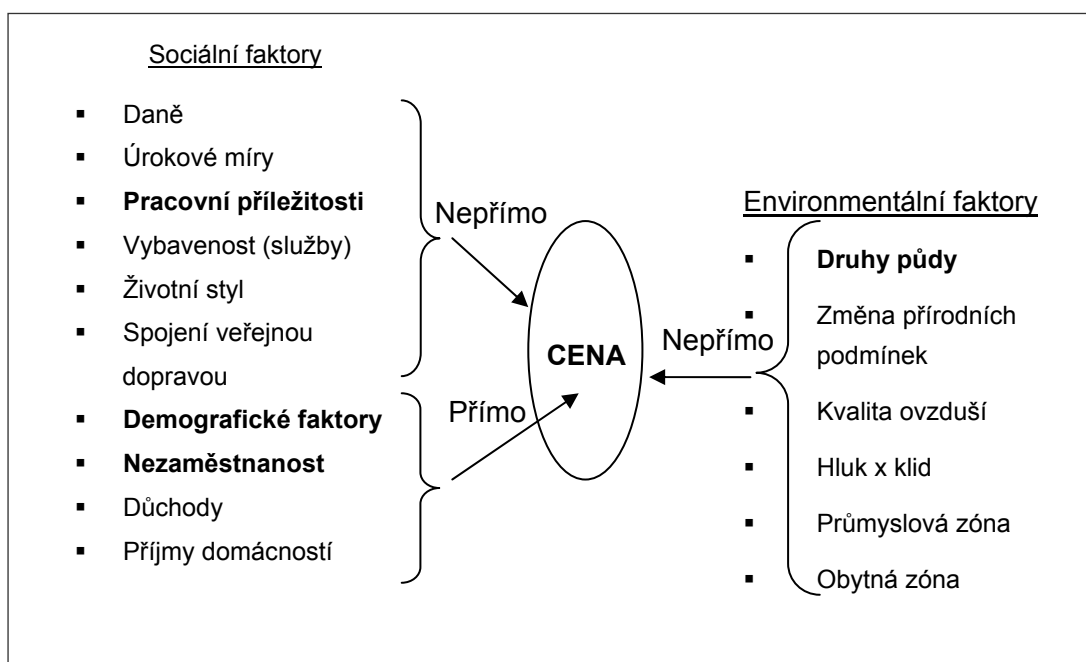 Sociální faktory
▪ Daně
▪ Úrokové míry
▪ Pracovní příležitosti
▪ Vybavenost (služby)
▪ Životní styl
▪ Spojení veřejnou
dopravou
▪ Demografické faktory
▪ Nezaměstnanost
▪ Důchody
▪ Příjmy domácností
Nepřímo
Přímo
CENA
Nepřímo
Environmentální faktory
▪ Druhy půdy
▪ Změna přírodních
podmínek
▪ Kvalita ovzduší
▪ Hluk x klid
▪ Průmyslová zóna
▪ Obytná zóna